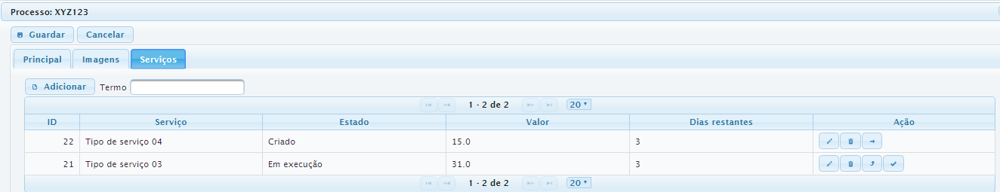 Processo: XYZ123
Guardar Cancelar
Principal Imagens Serviços
Adicionar Termo
1 - 2 de 2 20
ID Serviço Estado Valor Dias restantes Ação
22 Tipo de serviço 04 Criado 15.0 3
21 Tipo de serviço 03 Em execução 31.0 3
1 - 2 de 2 20